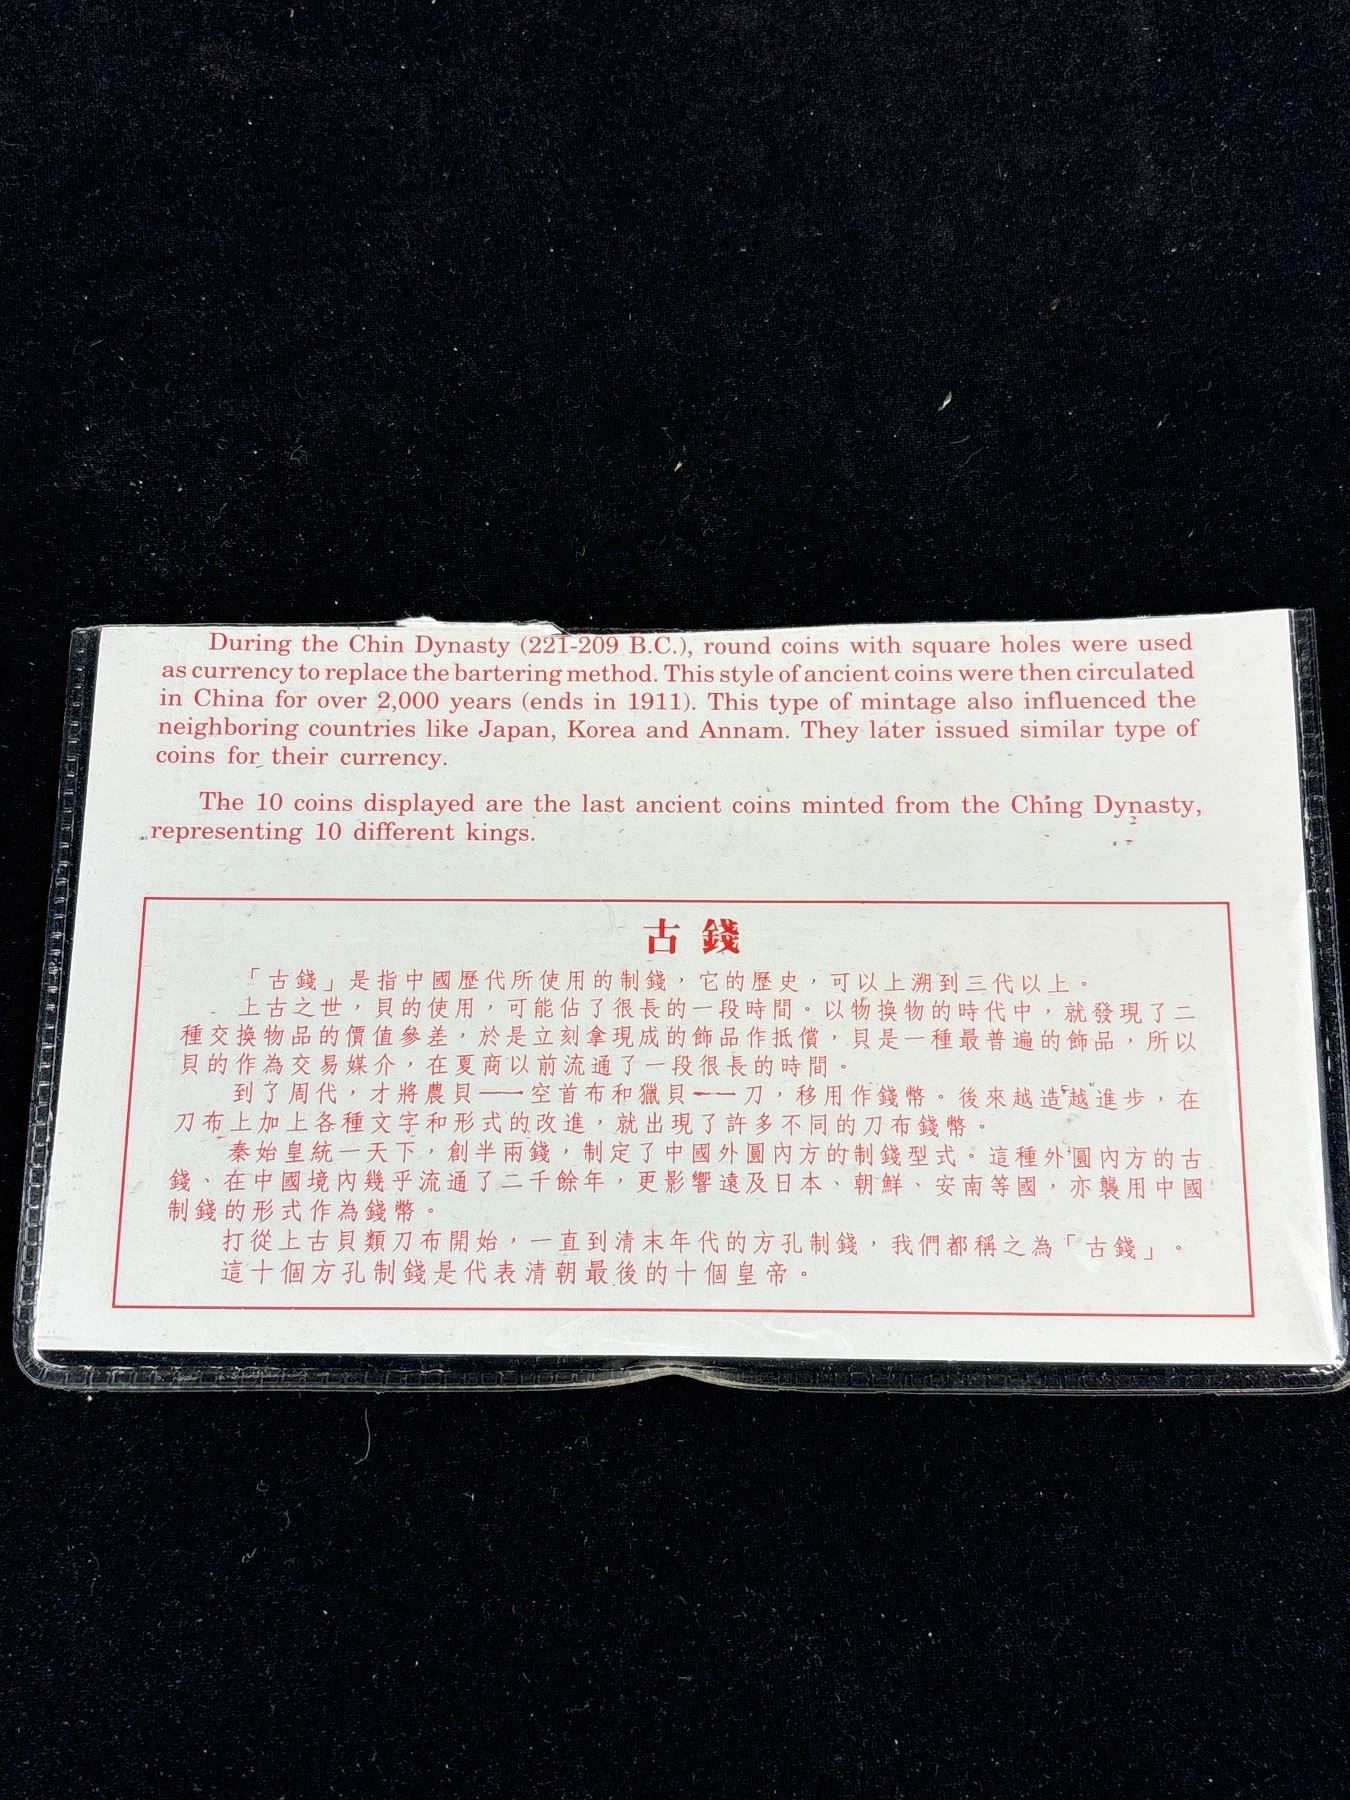 During the Chin Dynasty (221-209 B.C.), round coins with square holes were used
as currency to replace the bartering method. This style of ancient coins were then circulated
in China for over 2,000 years (ends in 1911). This type of mintage also influenced the
neighboring countries like Japan, Korea and Annam. They later issued similar type of
coins for their currency.
The 10 coins displayed are the last ancient coins minted from the Ching Dynasty,
representing 10 different kings.
古錢
「古錢」是指中國歷代所使用的制錢，它的歷史，可以上溯到三代以上。
上古之世，貝的使用，可能佔了很長的一段時間。以物換物的時代中，就發現了二
種交換物品的價值參差，於是立刻拿現成的飾品作抵償，貝是一種最普遍的飾品，所以
貝的作為交易媒介，在夏商以前流通了一段很長的時間。
到了周代，才將農貝——空首布和獵貝——刀，移用作錢幣。後來越造越進步，在
刀布上加上各種文字和形式的改進，就出現了許多不同的刀布錢幣。
秦始皇統一天下，創半兩錢，制定了中國外圓內方的制錢型式。這種外圓內方的古
錢、在中國境內幾乎流通了二千餘年，更影響遠及日本、朝鮮、安南等國，亦襲用中國
制錢的形式作為錢幣。
打從上古貝類刀布開始，一直到清末年代的方孔制錢，我們都稱之為「古錢」。
這十個方孔制錢是代表清朝最後的十個皇帝。